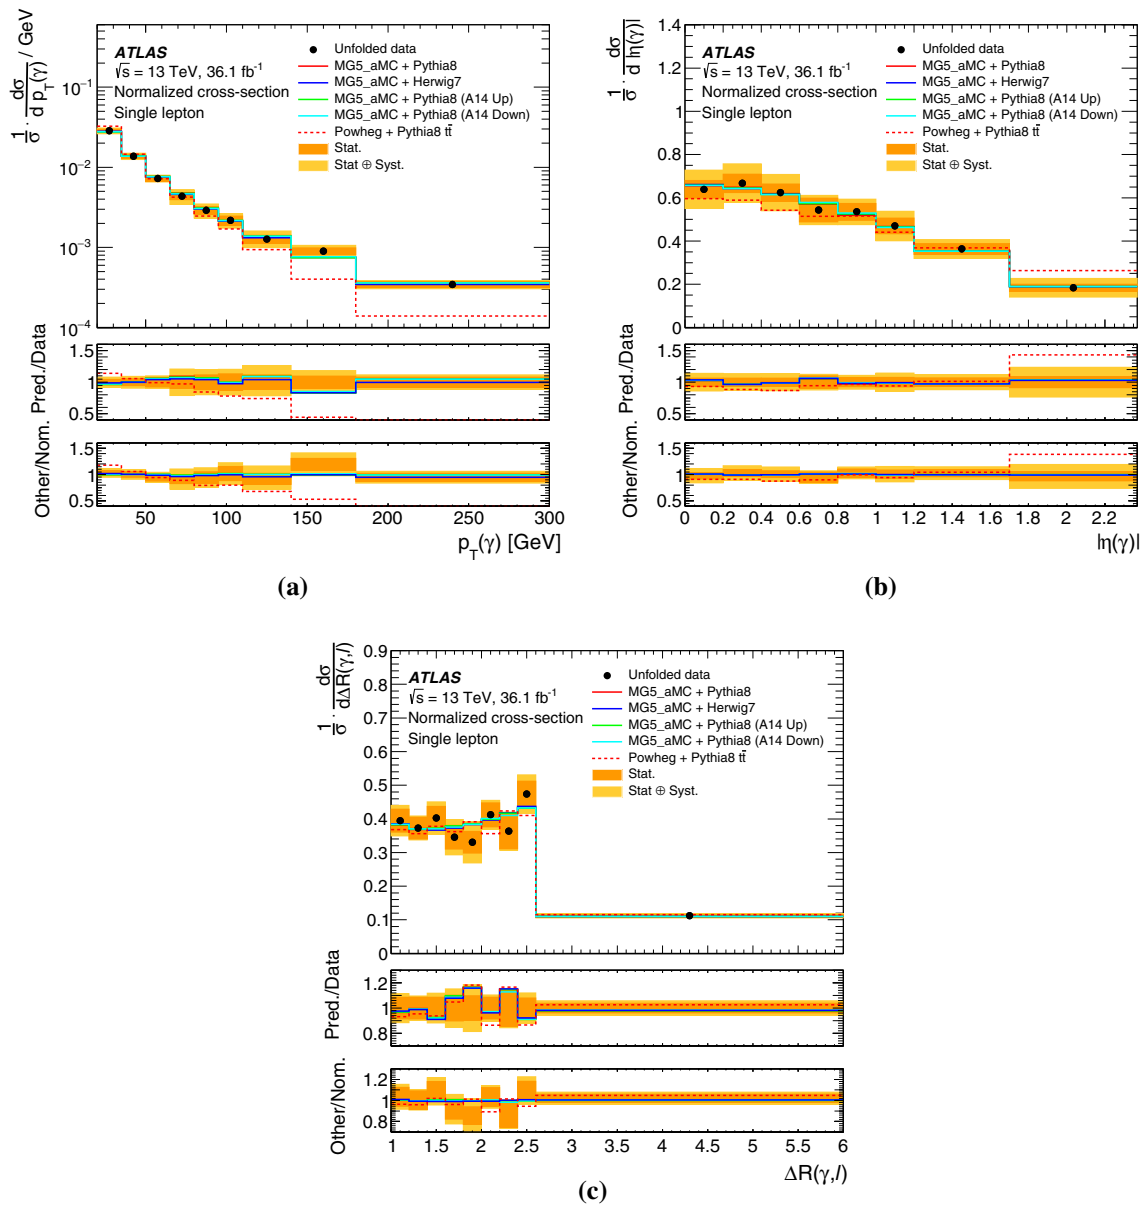 1/σ · dσ/d p_T(γ) / GeV
10⁻¹
10⁻²
10⁻³
10⁻⁴
ATLAS
√s = 13 TeV, 36.1 fb⁻¹
Normalized cross-section
Single lepton
Unfolded data
MG5_aMC + Pythia8
MG5_aMC + Herwig7
MG5_aMC + Pythia8 (A14 Up)
MG5_aMC + Pythia8 (A14 Down)
Powheg + Pythia8 tt̄
Stat.
Stat ⊕ Syst.
Pred./Data
1.5
1
0.5
Other/Nom.
1.5
1
0.5
50 100 150 200 250 300
p_T(γ) [GeV]
(a)
1/σ · dσ/d |η(γ)|
1.4
1.2
1
0.8
0.6
0.4
0.2
0
ATLAS
√s = 13 TeV, 36.1 fb⁻¹
Normalized cross-section
Single lepton
Unfolded data
MG5_aMC + Pythia8
MG5_aMC + Herwig7
MG5_aMC + Pythia8 (A14 Up)
MG5_aMC + Pythia8 (A14 Down)
Powheg + Pythia8 tt̄
Stat.
Stat ⊕ Syst.
Pred./Data
1.5
1
0.5
Other/Nom.
1.5
1
0.5
0 0.2 0.4 0.6 0.8 1 1.2 1.4 1.6 1.8 2 2.2
|η(γ)|
(b)
1/σ · dσ/dΔR(γ,l)
0.9
0.8
0.7
0.6
0.5
0.4
0.3
0.2
0.1
0
ATLAS
√s = 13 TeV, 36.1 fb⁻¹
Normalized cross-section
Single lepton
Unfolded data
MG5_aMC + Pythia8
MG5_aMC + Herwig7
MG5_aMC + Pythia8 (A14 Up)
MG5_aMC + Pythia8 (A14 Down)
Powheg + Pythia8 tt̄
Stat.
Stat ⊕ Syst.
Pred./Data
1.2
1
0.8
Other/Nom.
1.2
1
0.8
1 1.5 2 2.5 3 3.5 4 4.5 5 5.5 6
ΔR(γ,l)
(c)